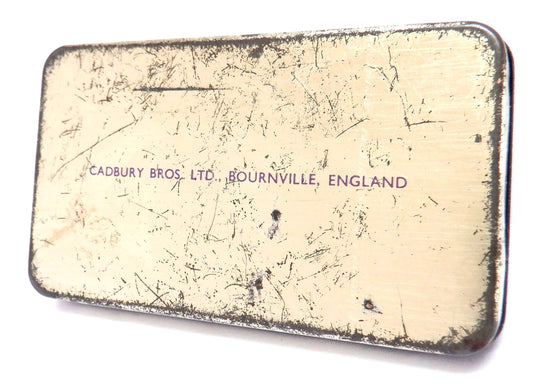 CADBURY BROS. LTD., BOURNVILLE, ENGLAND